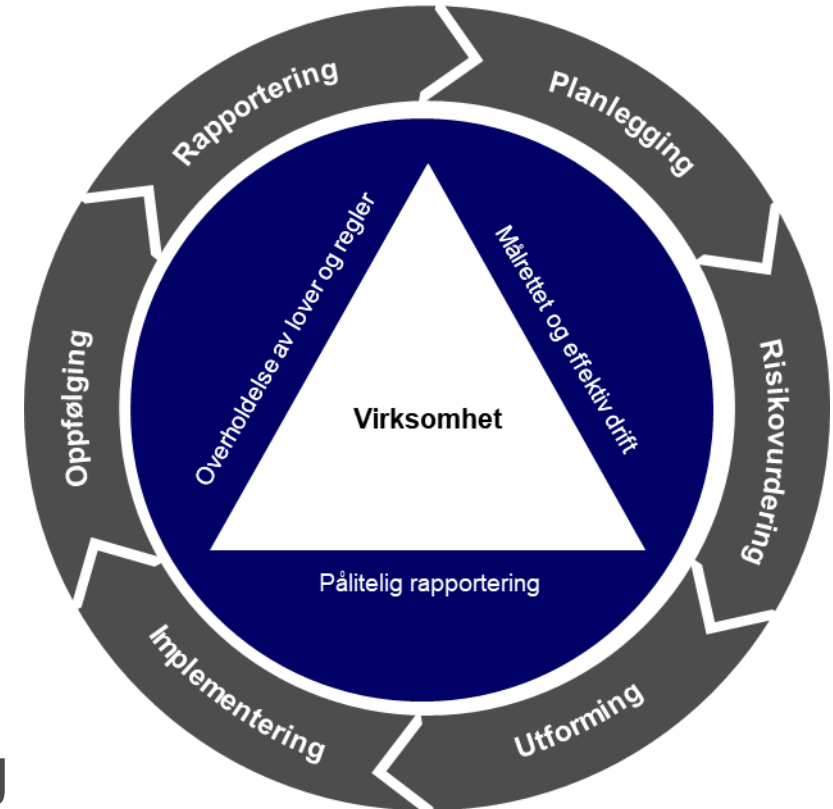 Planlegging
Risikovurdering
Utforming
Implementering
Oppfølging
Rapportering
Overholdelse av lover og regler
Målrettet og effektiv drift
Virksomhet
Pålitelig rapportering